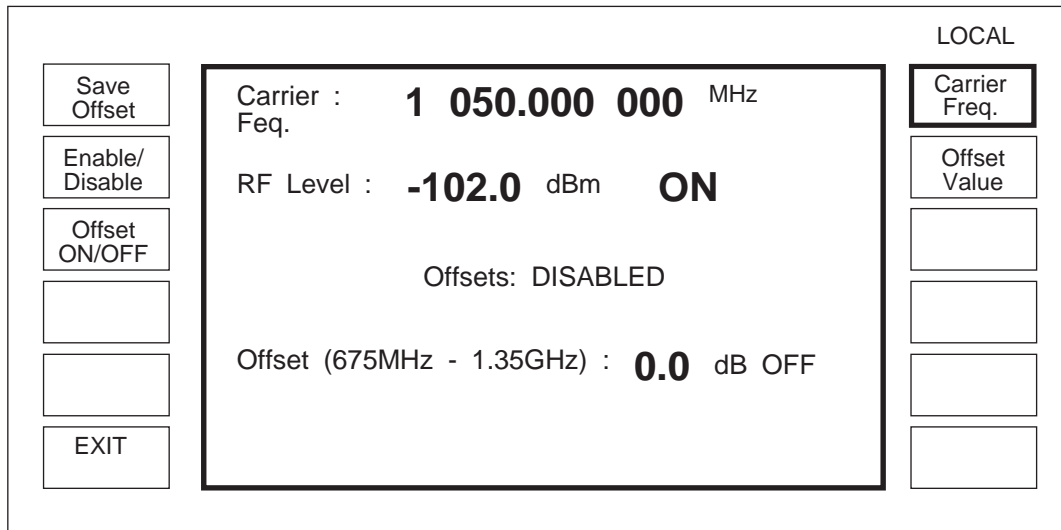 LOCAL
Save
Offset
Enable/
Disable
Offset
ON/OFF
EXIT
Carrier :
Feq.
1 050.000 000 MHz
RF Level : -102.0 dBm ON
Offsets: DISABLED
Offset (675MHz - 1.35GHz) : 0.0 dB OFF
Carrier
Freq.
Offset
Value